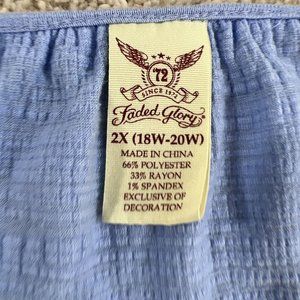 '72
SINCE 1972
Faded Glory
2X (18W-20W)
MADE IN CHINA
66% POLYESTER
33% RAYON
1% SPANDEX
EXCLUSIVE OF
DECORATION